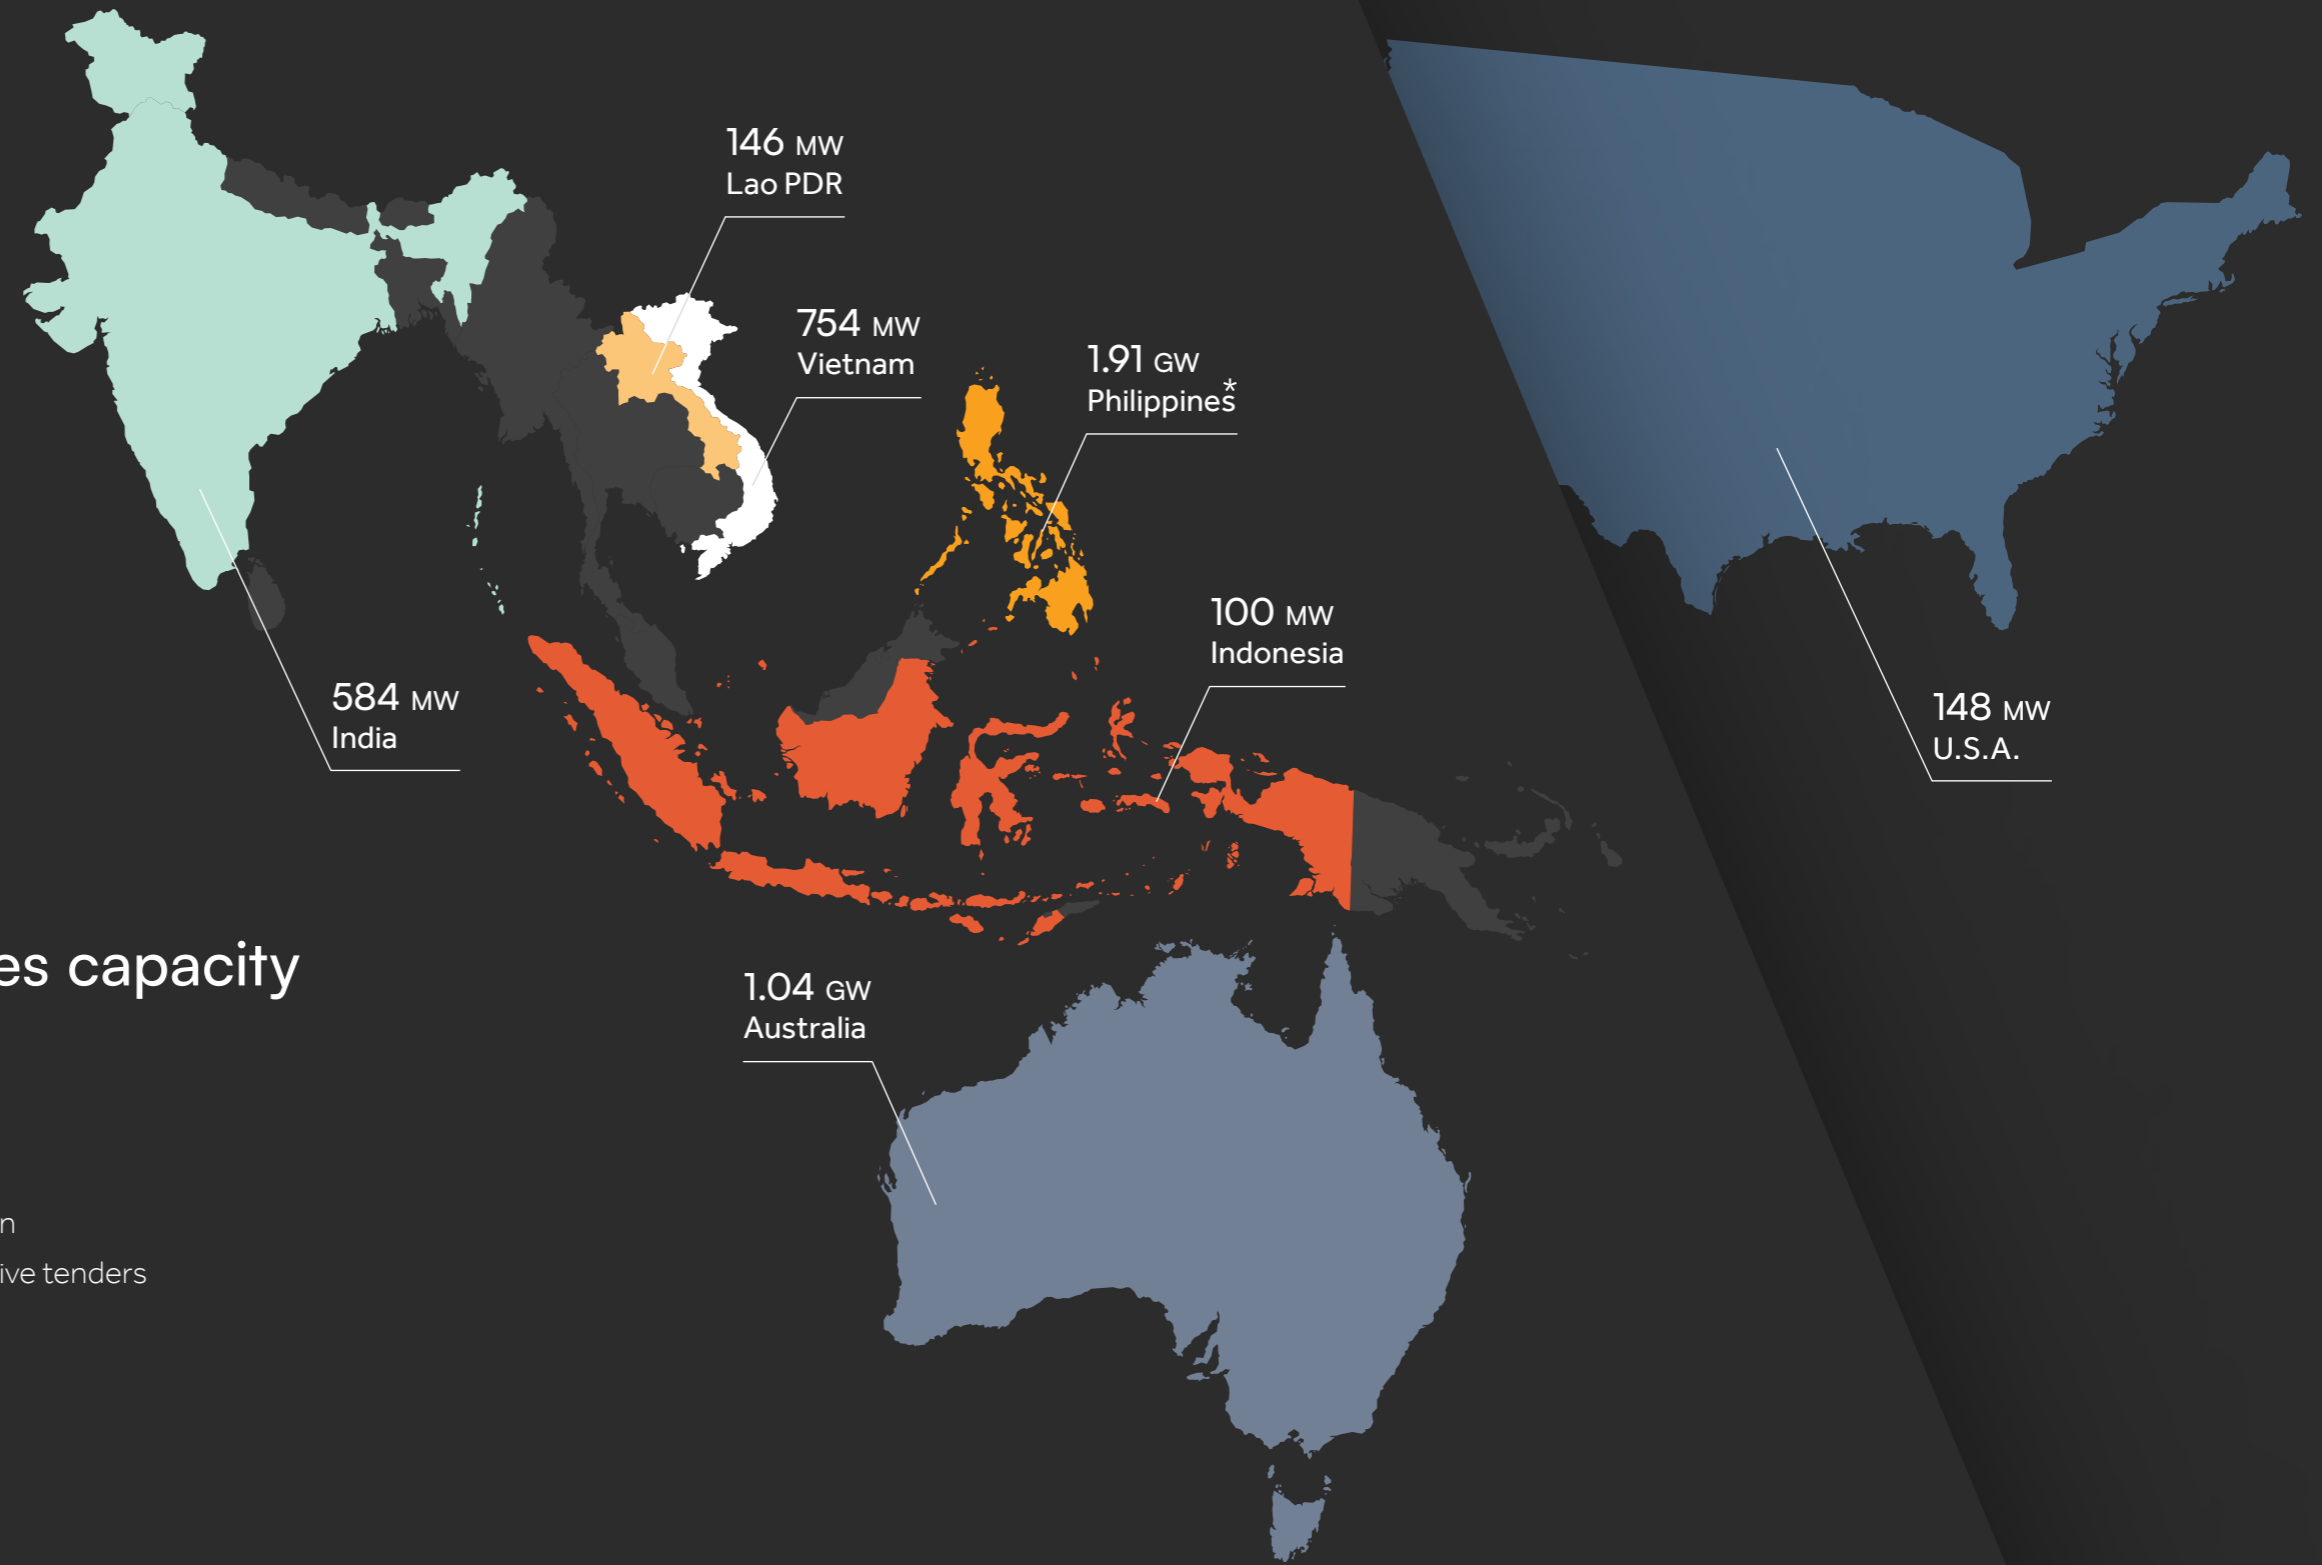 146 MW
Lao PDR
754 MW
Vietnam
1.91 GW
Philippines*
100 MW
Indonesia
584 MW
India
148 MW
U.S.A.
es capacity
1.04 GW
Australia
n
ive tenders